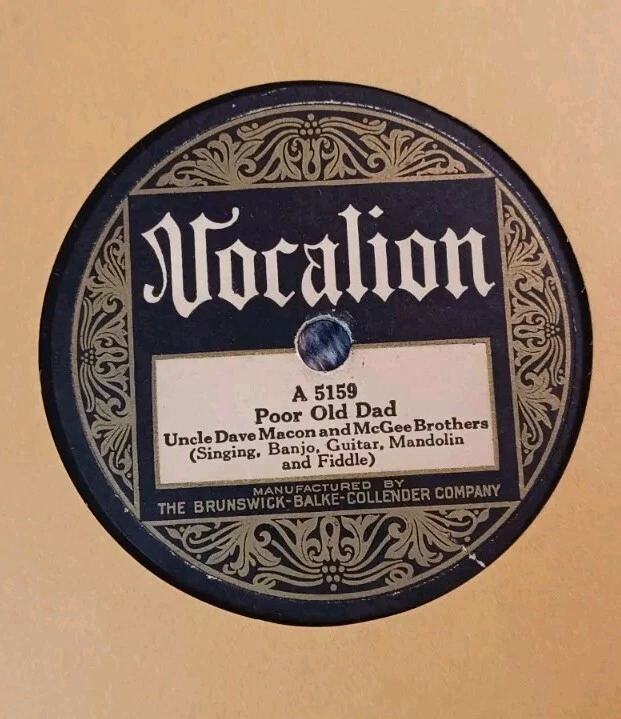 Vocalion
A 5159
Poor Old Dad
Uncle Dave Macon and McGee Brothers
(Singing, Banjo, Guitar, Mandolin
and Fiddle)
MANUFACTURED BY
THE BRUNSWICK-BALKE-COLLENDER COMPANY